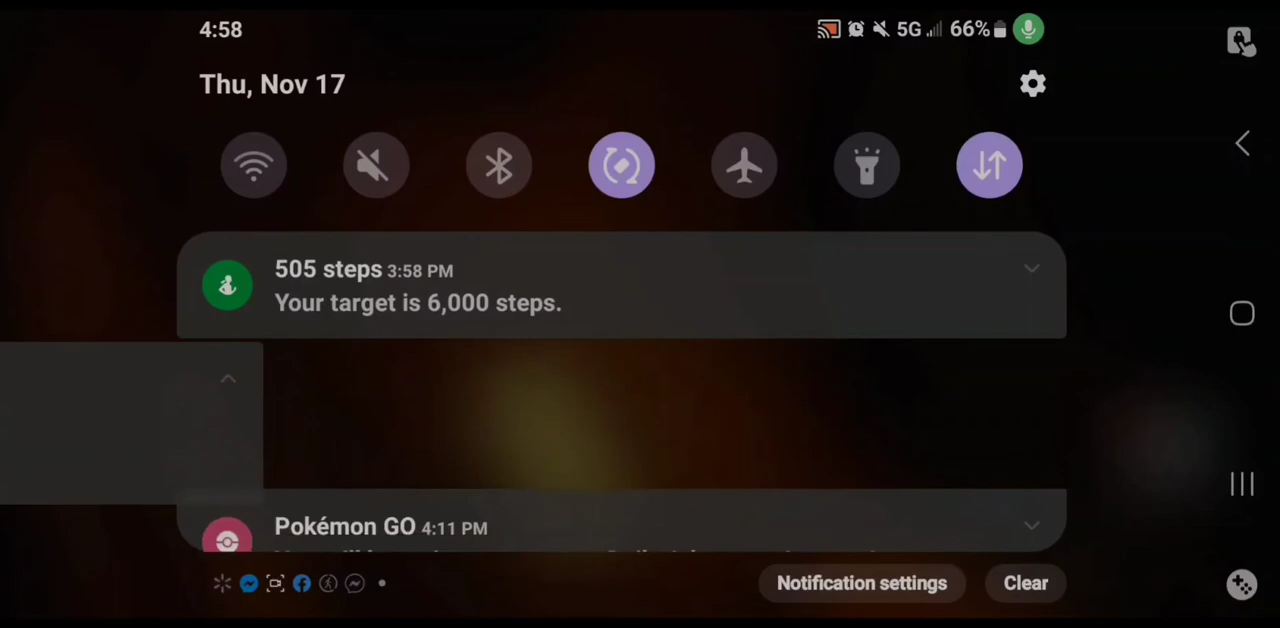 4:58
5G 66%
Thu, Nov 17
505 steps 3:58 PM
Your target is 6,000 steps.
Pokémon GO 4:11 PM
Notification settings
Clear